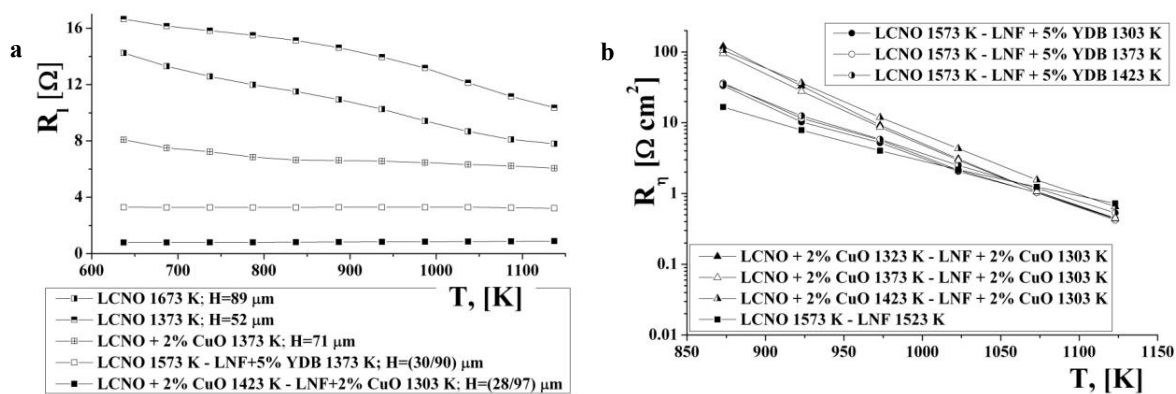 a
R_l [Ω]
16
12
8
4
0
600 700 800 900 1000 1100
T, [K]
LCNO 1673 K; H=89 μm
LCNO 1373 K; H=52 μm
LCNO + 2% CuO 1373 K; H=71 μm
LCNO 1573 K - LNF+5% YDB 1373 K; H=(30/90) μm
LCNO + 2% CuO 1423 K - LNF+2% CuO 1303 K; H=(28/97) μm
b
LCNO 1573 K - LNF + 5% YDB 1303 K
LCNO 1573 K - LNF + 5% YDB 1373 K
LCNO 1573 K - LNF + 5% YDB 1423 K
R_η [Ω cm²]
100
10
1
0.1
0.01
LCNO + 2% CuO 1323 K - LNF + 2% CuO 1303 K
LCNO + 2% CuO 1373 K - LNF + 2% CuO 1303 K
LCNO + 2% CuO 1423 K - LNF + 2% CuO 1303 K
LCNO 1573 K - LNF 1523 K
850 900 950 1000 1050 1100 1150
T, [K]